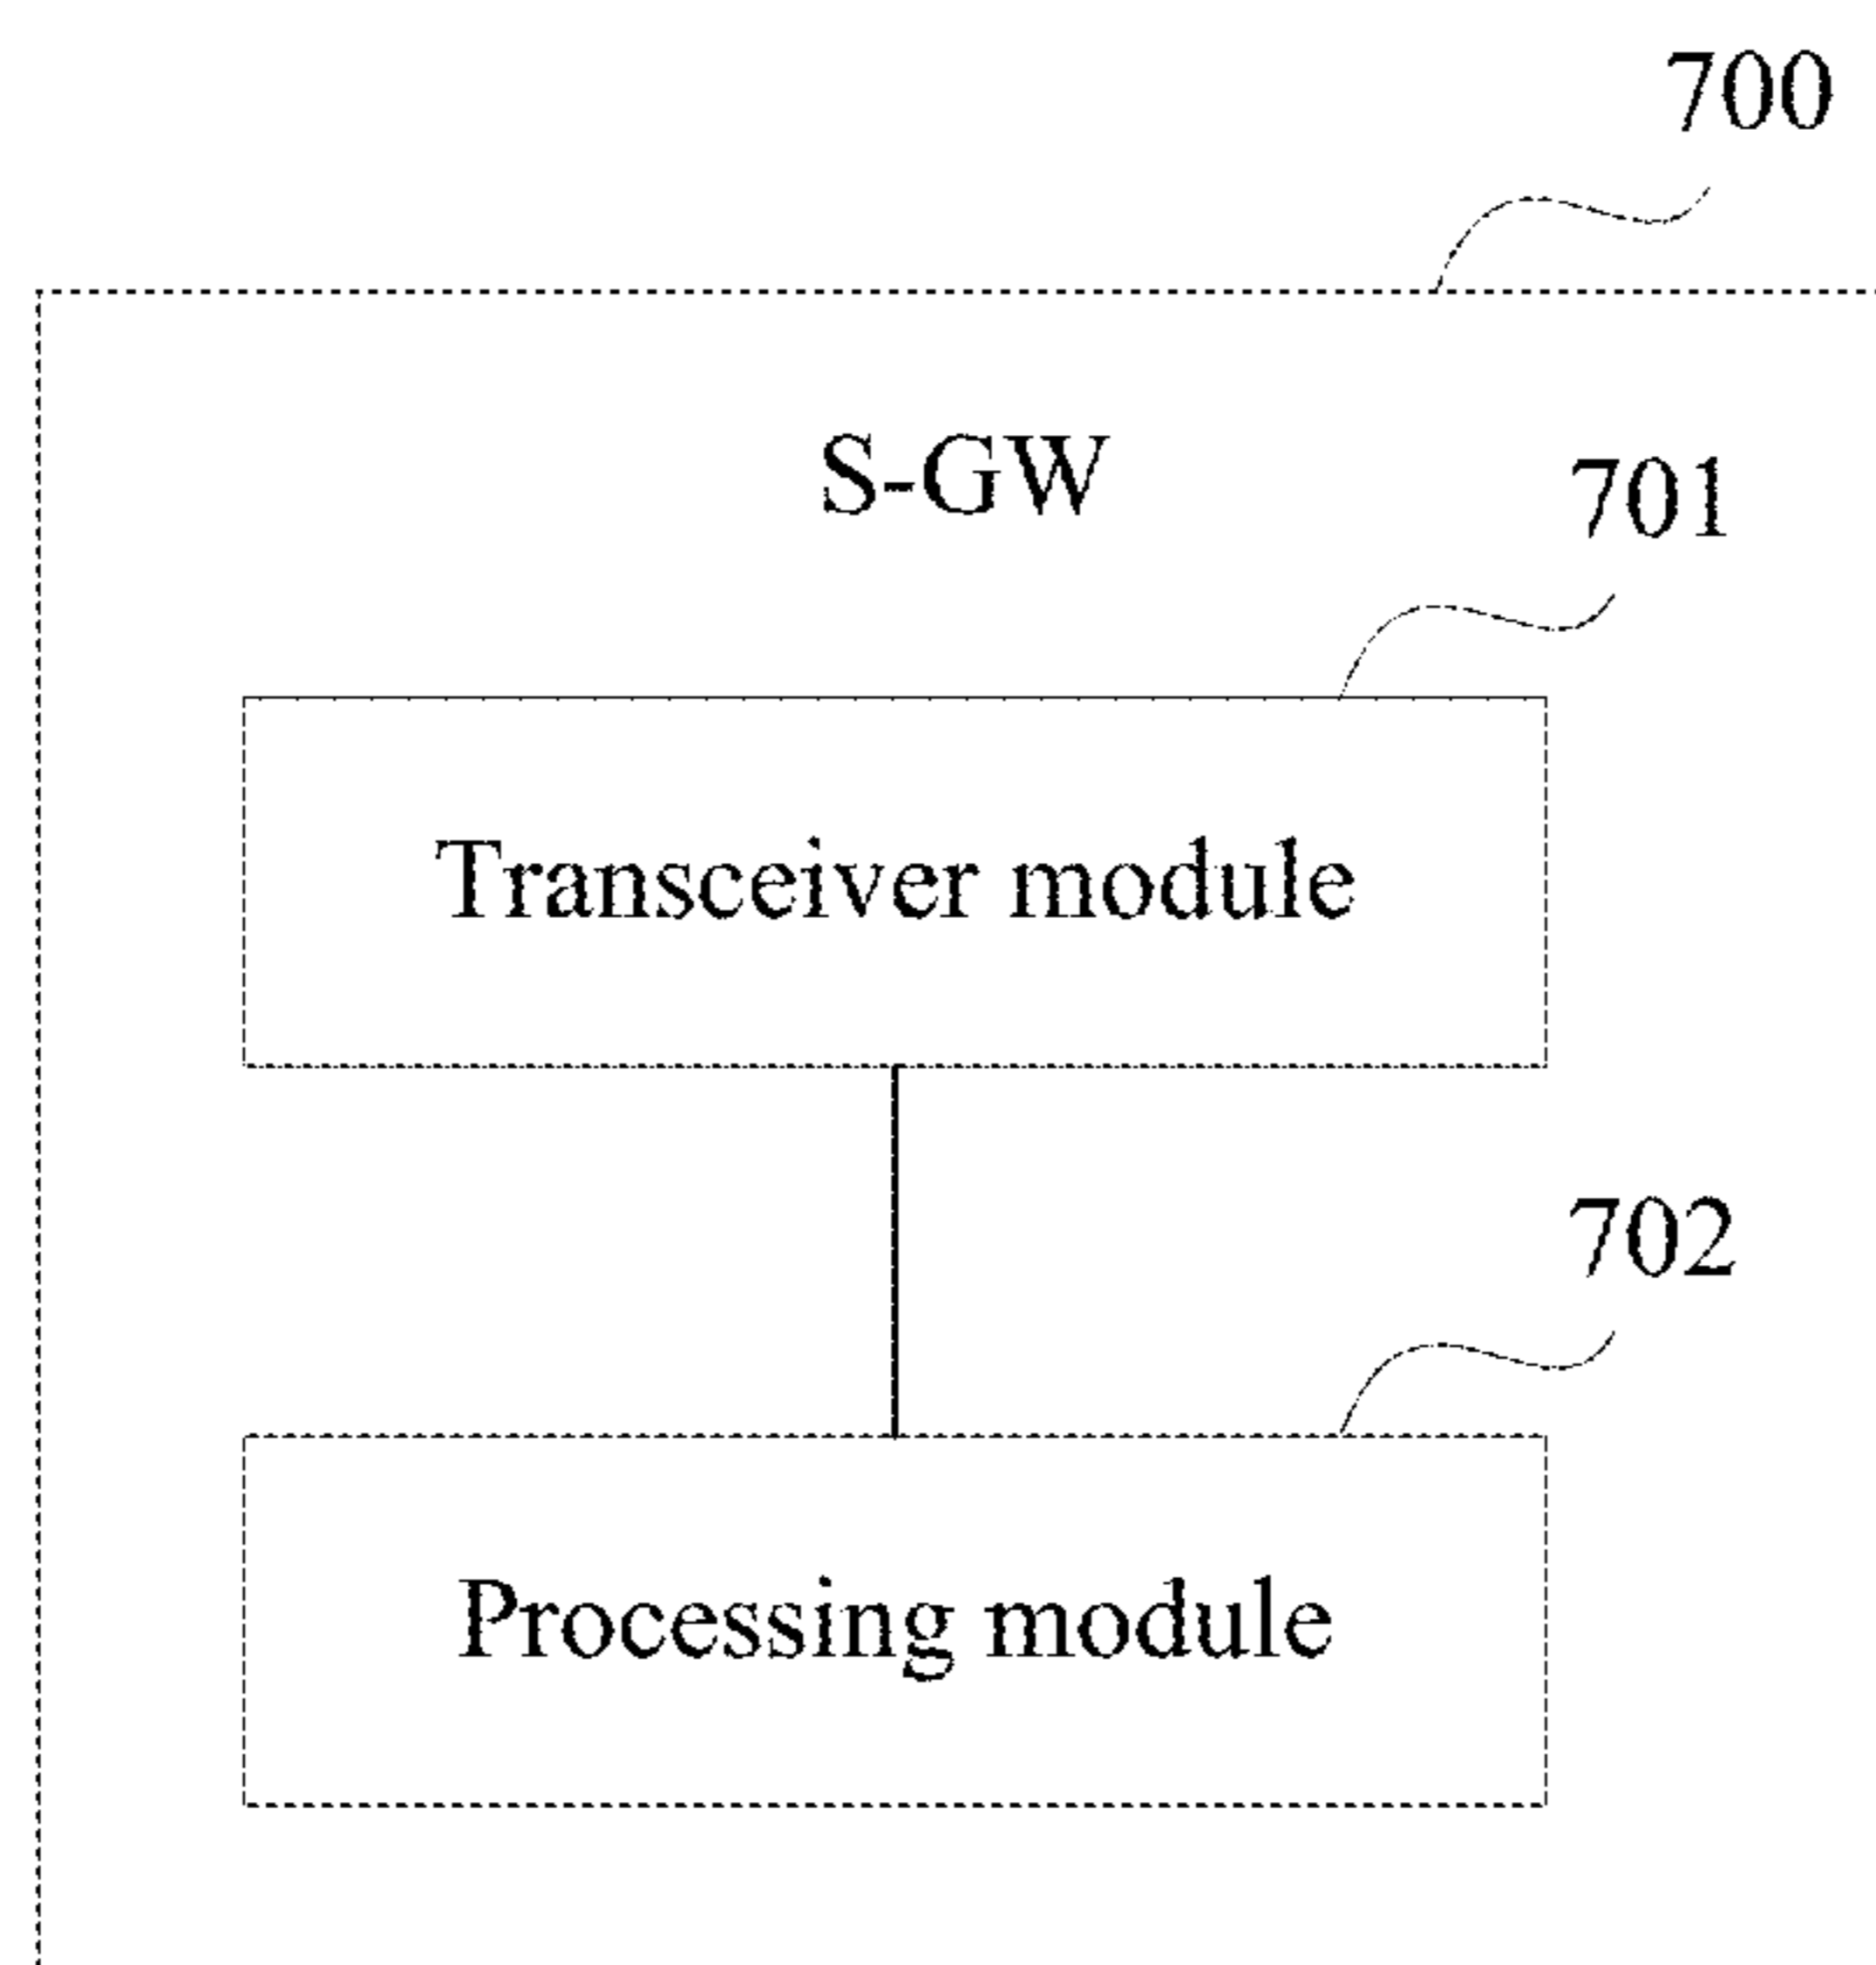 700
S-GW
701
Transceiver module
702
Processing module